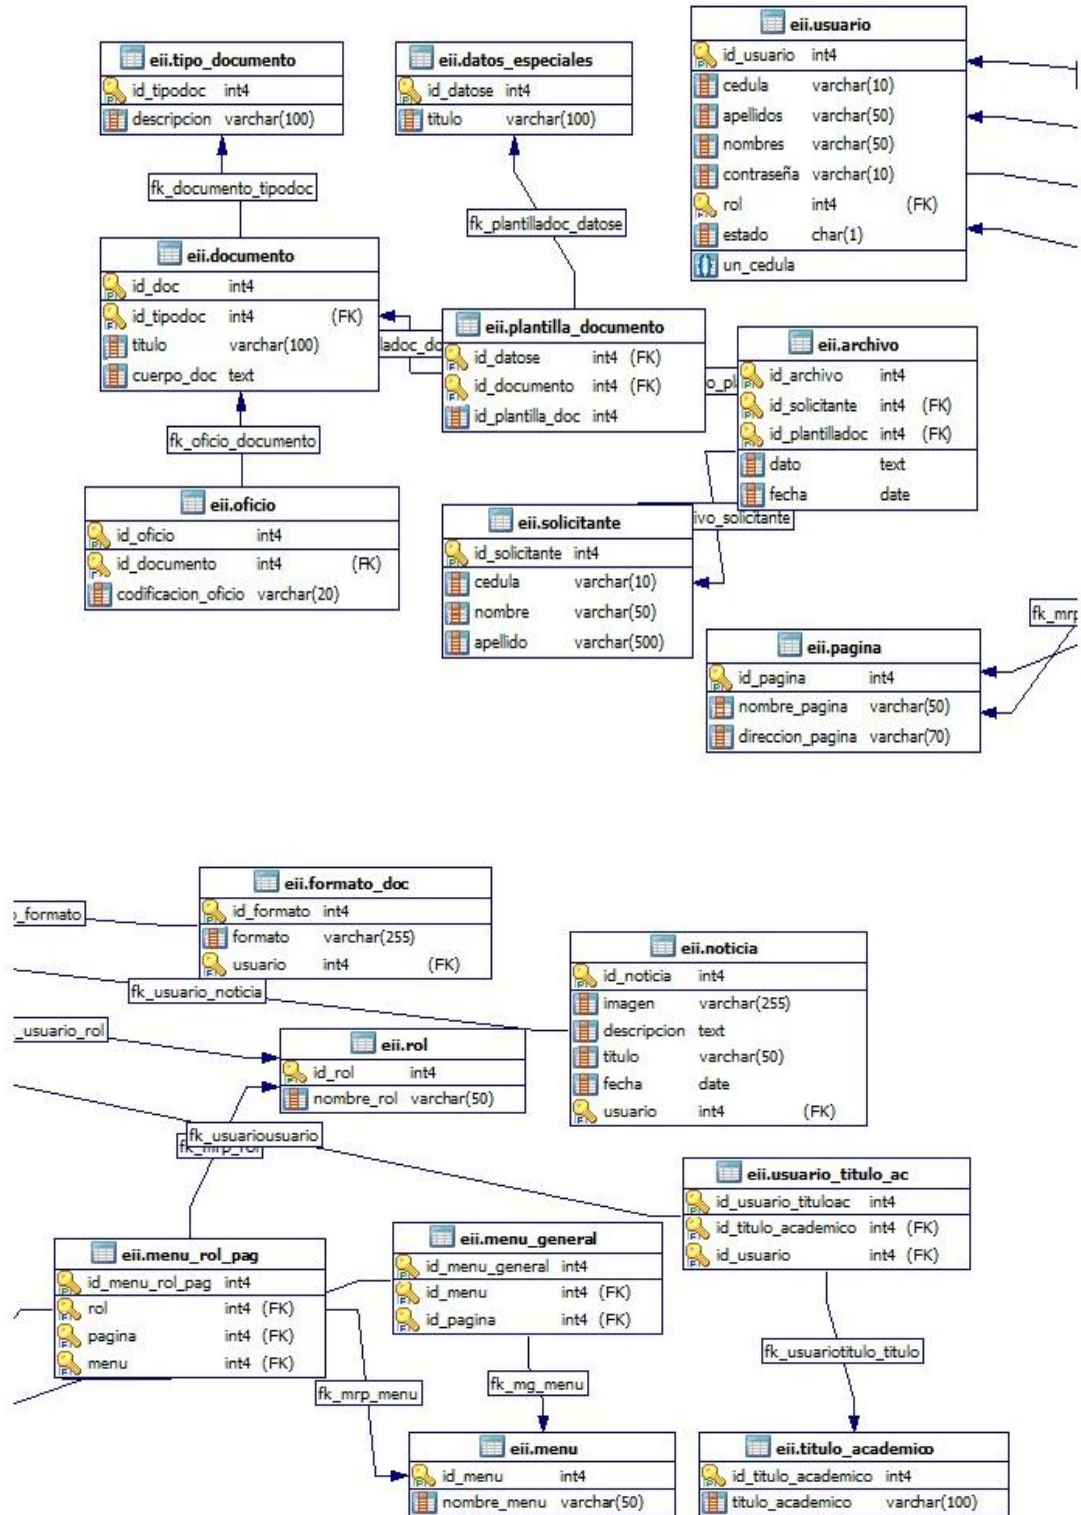 eii.usuario
id_usuario int4
cedula varchar(10)
apellidos varchar(50)
nombres varchar(50)
contraseña varchar(10)
rol int4 (FK)
estado char(1)
un_cedula
eii.tipo_documento
id_tipodoc int4
descripcion varchar(100)
eii.datos_especiales
id_datose int4
titulo varchar(100)
fk_documento_tipodoc
fk_plantilladoc_datose
eii.documento
id_doc int4
id_tipodoc int4 (FK)
titulo varchar(100)
cuerpo_doc text
ladoc_do
eii.plantilla_documento
id_datose int4 (FK)
id_documento int4 (FK)
id_plantilla_doc int4
o_pla
eii.archivo
id_archivo int4
id_solicitante int4 (FK)
id_plantilladoc int4 (FK)
dato text
fecha date
fk_oficio_documento
eii.oficio
id_oficio int4
id_documento int4 (FK)
codificacion_oficio varchar(20)
eii.solicitante
id_solicitante int4
cedula varchar(10)
nombre varchar(50)
apellido varchar(500)
ivo_solicitante
fk_mrp
eii.pagina
id_pagina int4
nombre_pagina varchar(50)
direccion_pagina varchar(70)
eii.formato_doc
id_formato int4
formato varchar(255)
usuario int4 (FK)
_formato
fk_usuario_noticia
eii.noticia
id_noticia int4
imagen varchar(255)
descripcion text
titulo varchar(50)
fecha date
usuario int4 (FK)
_usuario_rol
eii.rol
id_rol int4
nombre_rol varchar(50)
fk_usuariousuario
fk_mrp_rol
eii.usuario_titulo_ac
id_usuario_tituloac int4
id_titulo_academico int4 (FK)
id_usuario int4 (FK)
eii.menu_rol_pag
id_menu_rol_pag int4
rol int4 (FK)
pagina int4 (FK)
menu int4 (FK)
eii.menu_general
id_menu_general int4
id_menu int4 (FK)
id_pagina int4 (FK)
fk_usuariotitulo_titulo
fk_mrp_menu
fk_mg_menu
eii.menu
id_menu int4
nombre_menu varchar(50)
eii.titulo_academico
id_titulo_academico int4
titulo_academico varchar(100)